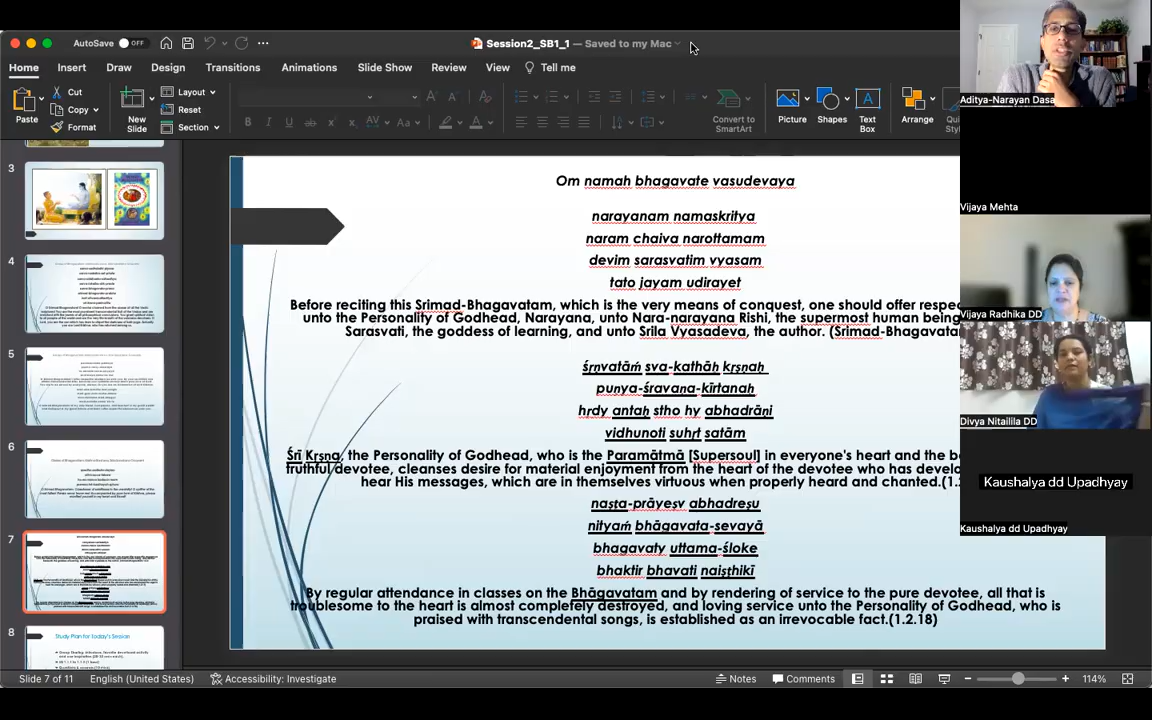 AutoSave OFF
Session2_SB1_1 — Saved to my Mac
Home Insert Draw Design Transitions Animations Slide Show Review View Tell me
Paste
Cut
Copy
Format
New Slide
Layout
Reset
Section
Convert to SmartArt
Picture
Shapes
Text Box
Arrange
3
4
5
6
7
8
Study Plan for Today's Session
Om namah bhagavate vasudevaya
narayanam namaskritya
naram chaiva narottamam
devim sarasvatim vyasam
tato jayam udirayet
Before reciting this Srimad-Bhagavatam, which is the very means of conquest, one should offer respec
unto the Personality of Godhead, Narayana, unto Nara-narayana Rishi, the supermost human being
Sarasvati, the goddess of learning, and unto Srila Vyasadeva, the author. (Srimad-Bhagavata
śṛṇvatāṁ sva-kathāḥ kṛṣṇaḥ
puṇya-śravaṇa-kīrtanaḥ
hṛdy antaḥ stho hy abhadrāṇi
vidhunoti suhṛt satām
Śrī Kṛṣṇa, the Personality of Godhead, who is the Paramātmā [Supersoul] in everyone's heart and the be
truthful devotee, cleanses desire for material enjoyment from the heart of the devotee who has develo
hear His messages, which are in themselves virtuous when properly heard and chanted.(1.2
naṣṭa-prāyeṣv abhadreṣu
nityaṁ bhāgavata-sevayā
bhagavaty uttama-śloke
bhaktir bhavati naiṣṭhikī
By regular attendance in classes on the Bhāgavatam and by rendering of service to the pure devotee, all that is
troublesome to the heart is almost completely destroyed, and loving service unto the Personality of Godhead, who is
praised with transcendental songs, is established as an irrevocable fact.(1.2.18)
Aditya-Narayan Dasa
Vijaya Mehta
Vijaya Radhika DD
Divya Nitailila DD
Kaushalya dd Upadhyay
Kaushalya dd Upadhyay
Slide 7 of 11 English (United States) Accessibility: Investigate Notes Comments 114%